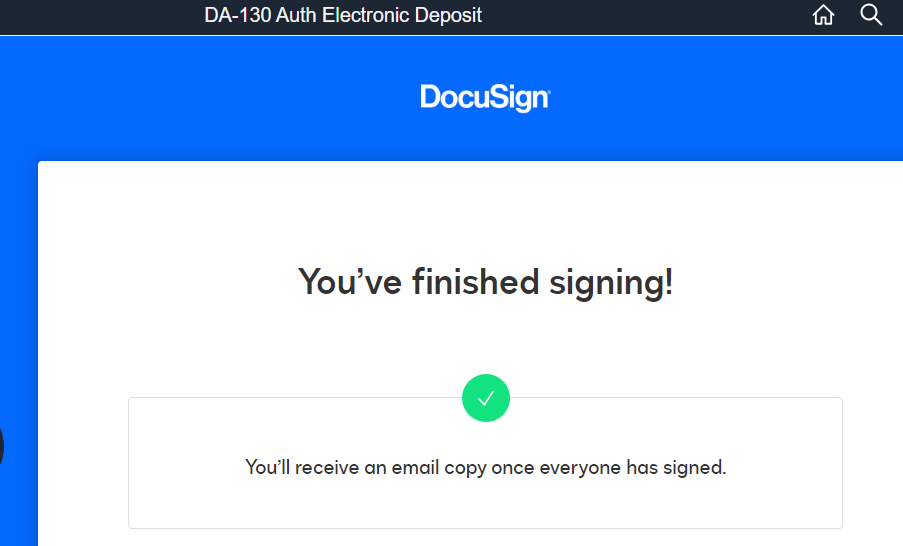 DA-130 Auth Electronic Deposit
DocuSign
You've finished signing!
You'll receive an email copy once everyone has signed.